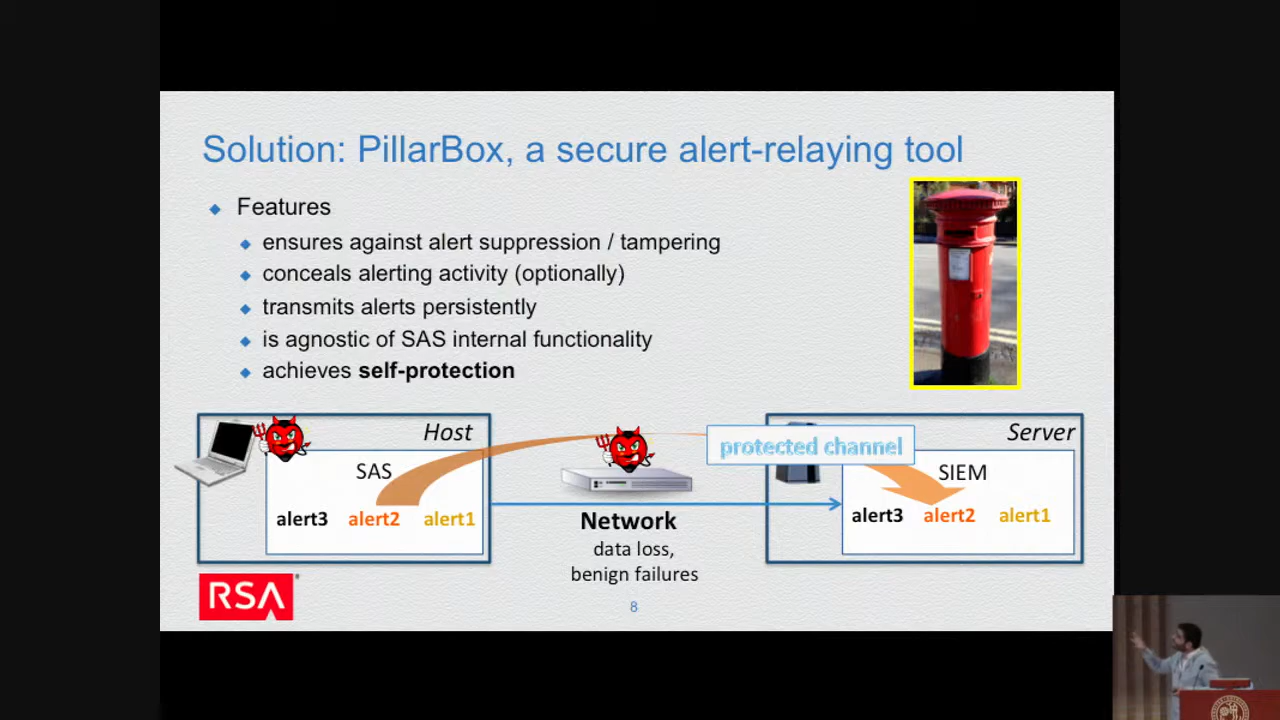 Solution: PillarBox, a secure alert-relaying tool
Features
ensures against alert suppression / tampering
conceals alerting activity (optionally)
transmits alerts persistently
is agnostic of SAS internal functionality
achieves self-protection
Host
protected channel
Server
SAS
SIEM
alert3 alert2 alert1
alert3 alert2 alert1
Network
data loss,
benign failures
RSA
8